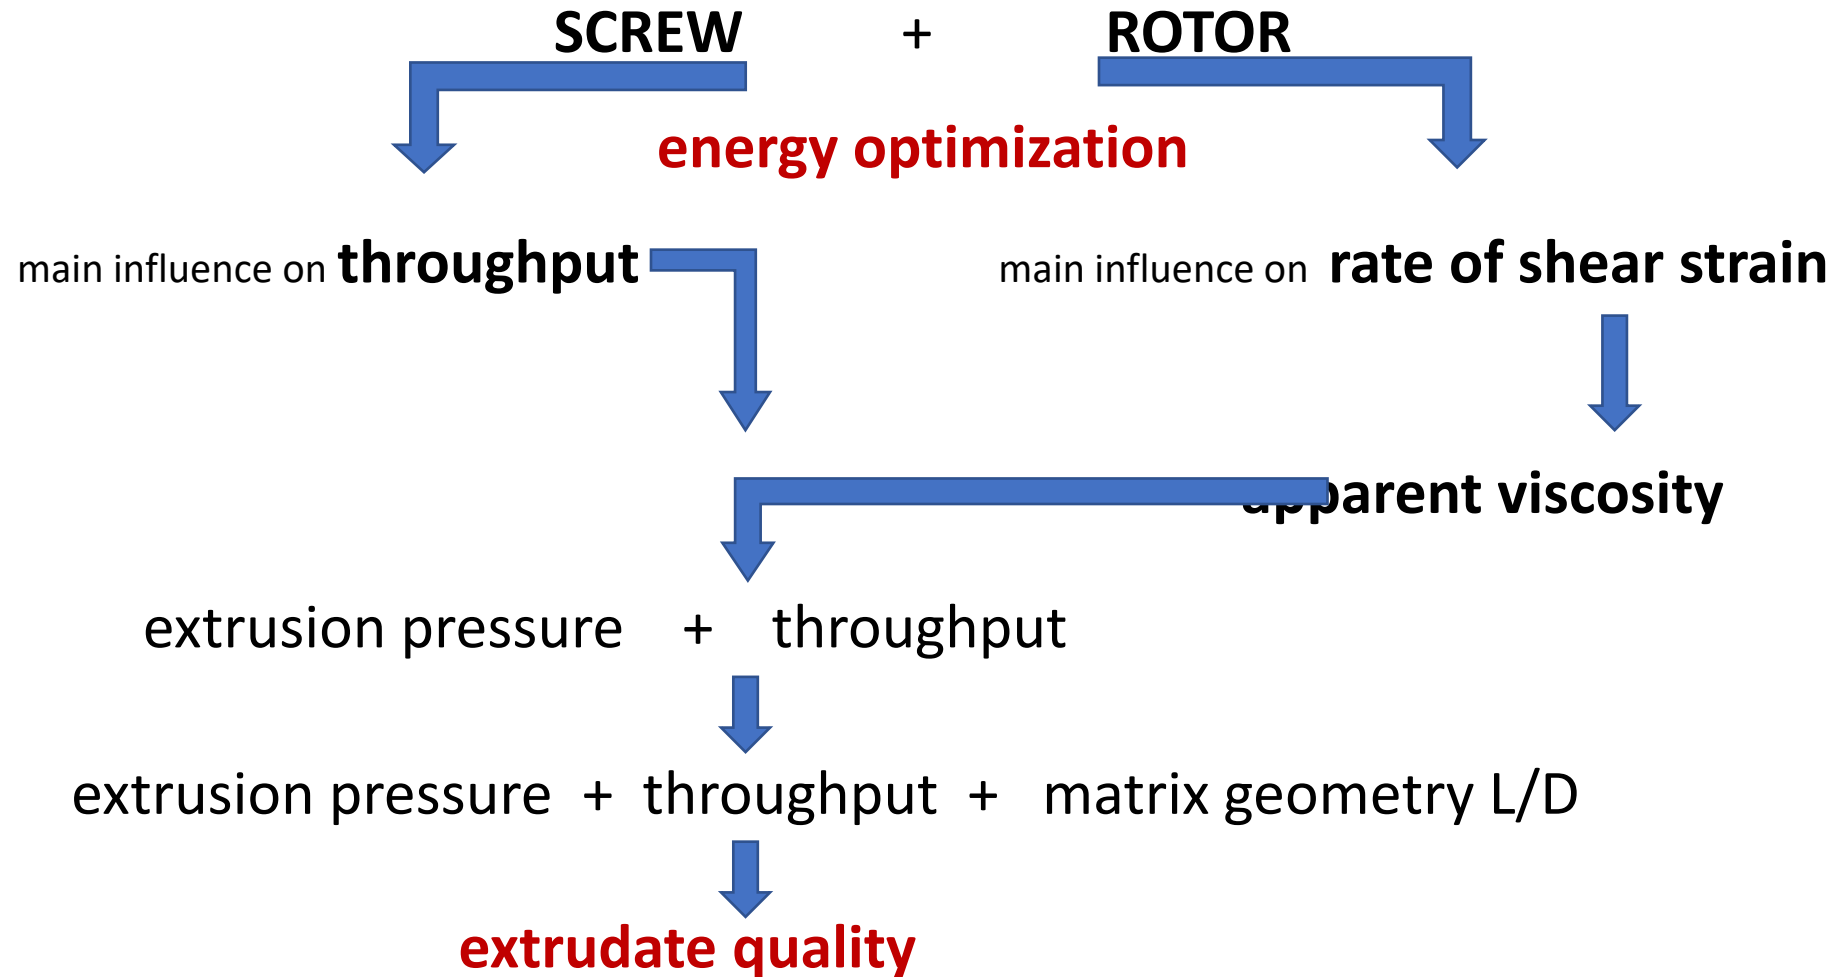 SCREW + ROTOR
energy optimization
main influence on throughput
main influence on rate of shear strain
apparent viscosity
extrusion pressure + throughput
extrusion pressure + throughput + matrix geometry L/D
extrudate quality